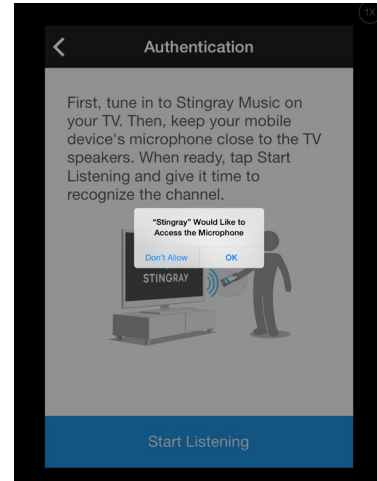 1X
Authentication
First, tune in to Stingray Music on
your TV. Then, keep your mobile
device's microphone close to the TV
speakers. When ready, tap Start
Listening and give it time to
recognize the channel.
"Stingray" Would Like to
Access the Microphone
Don't Allow OK
STINGRAY
Start Listening